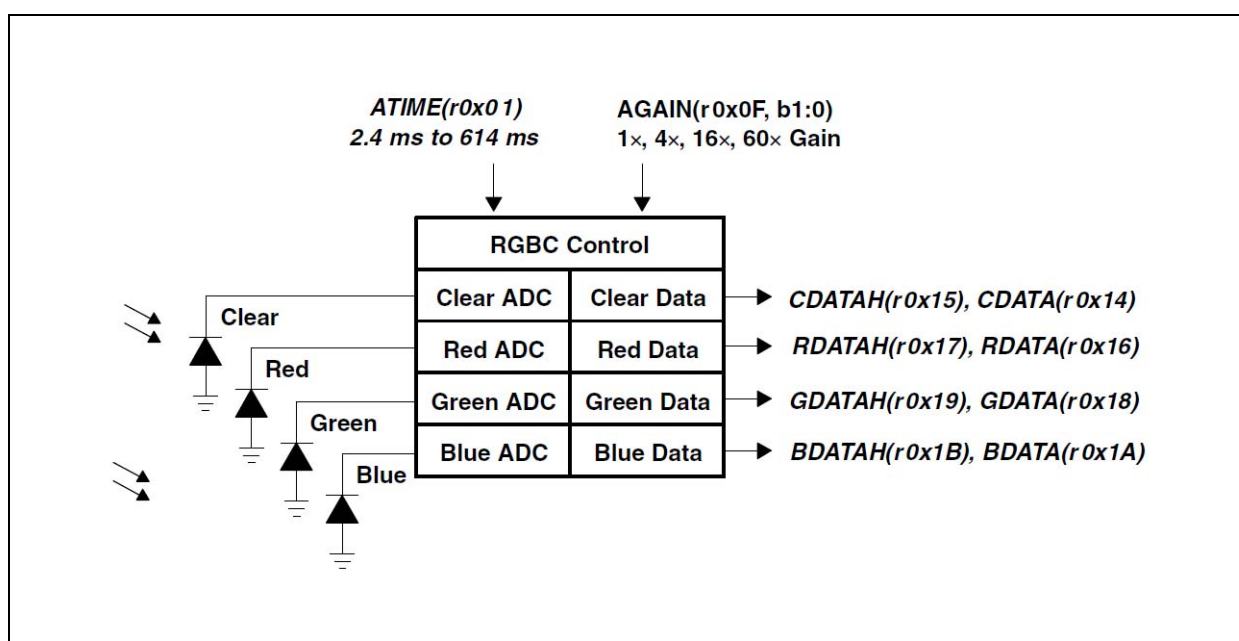 ATIME(r0x01)
2.4 ms to 614 ms
AGAIN(r0x0F, b1:0)
1×, 4×, 16×, 60× Gain
RGBC Control
Clear
Clear ADC
Clear Data
CDATAH(r0x15), CDATA(r0x14)
Red
Red ADC
Red Data
RDATAH(r0x17), RDATA(r0x16)
Green
Green ADC
Green Data
GDATAH(r0x19), GDATA(r0x18)
Blue
Blue ADC
Blue Data
BDATAH(r0x1B), BDATA(r0x1A)